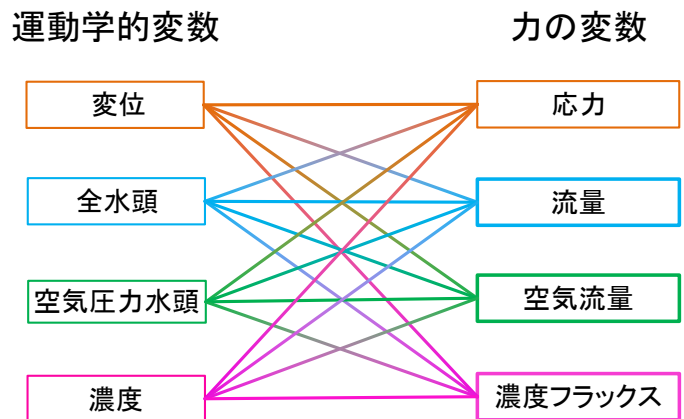 運動学的変数
力の変数
変位
応力
全水頭
流量
空気圧力水頭
空気流量
濃度
濃度フラックス